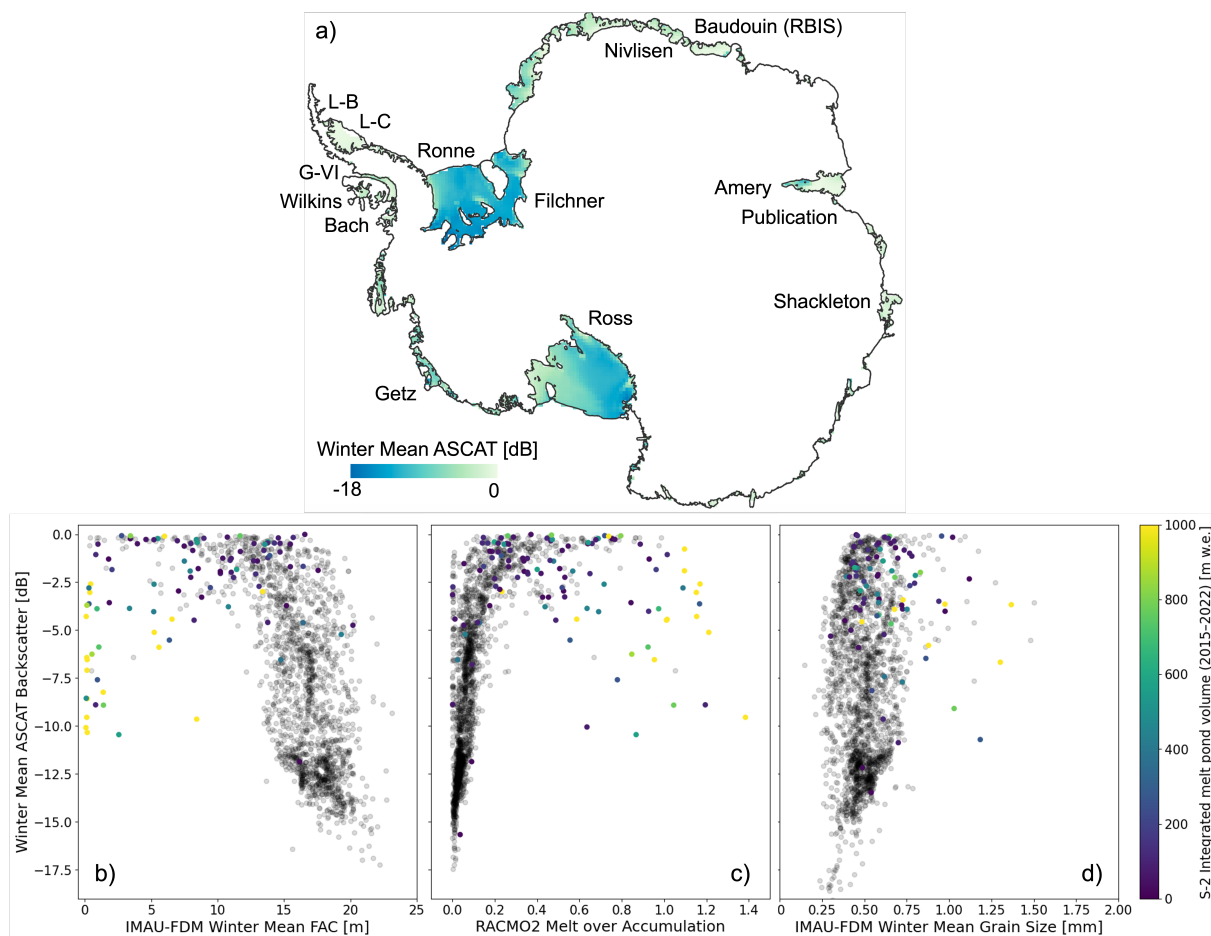 a)
Baudouin (RBIS)
Nivlisen
L-B
L-C
Ronne
G-VI
Wilkins
Filchner
Bach
Amery
Publication
Shackleton
Ross
Getz
Winter Mean ASCAT [dB]
-18 0
Winter Mean ASCAT Backscatter [dB]
0.0
−2.5
−5.0
−7.5
−10.0
−12.5
−15.0
−17.5
b)
0 5 10 15 20 25
IMAU-FDM Winter Mean FAC [m]
c)
0.0 0.2 0.4 0.6 0.8 1.0 1.2 1.4
RACMO2 Melt over Accumulation
d)
0 0.25 0.50 0.75 1.00 1.25 1.50 1.75 2.00
IMAU-FDM Winter Mean Grain Size [mm]
1000
800
600
400
200
0
S-2 Integrated melt pond volume (2015–2022) [m w.e.]